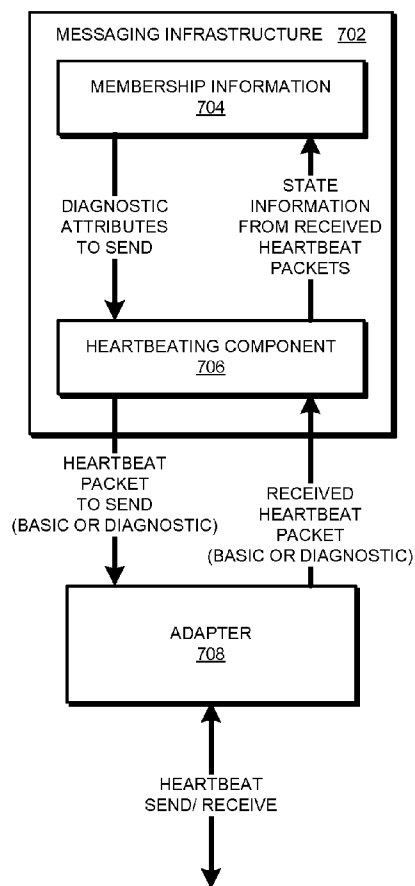 MESSAGING INFRASTRUCTURE 702
MEMBERSHIP INFORMATION
704
DIAGNOSTIC
ATTRIBUTES
TO SEND
STATE
INFORMATION
FROM RECEIVED
HEARTBEAT
PACKETS
HEARTBEATING COMPONENT
706
HEARTBEAT
PACKET
TO SEND
(BASIC OR DIAGNOSTIC)
RECEIVED
HEARTBEAT
PACKET
(BASIC OR DIAGNOSTIC)
ADAPTER
708
HEARTBEAT
SEND/ RECEIVE